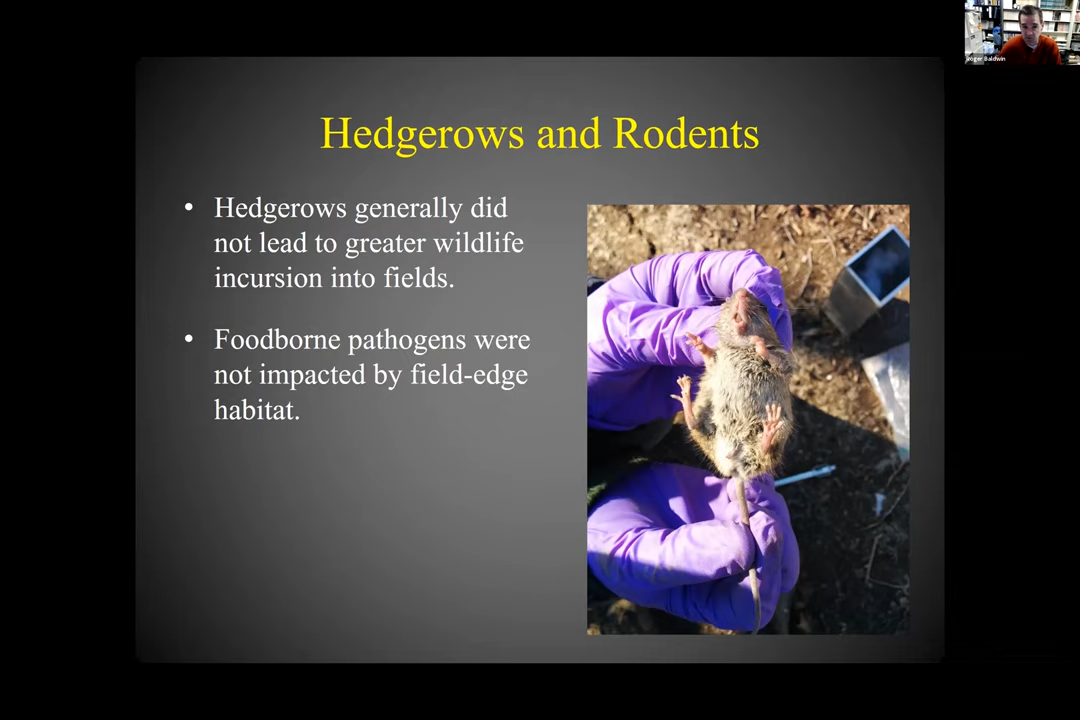 Roger Baldwin
Hedgerows and Rodents
• Hedgerows generally did
not lead to greater wildlife
incursion into fields.
• Foodborne pathogens were
not impacted by field-edge
habitat.